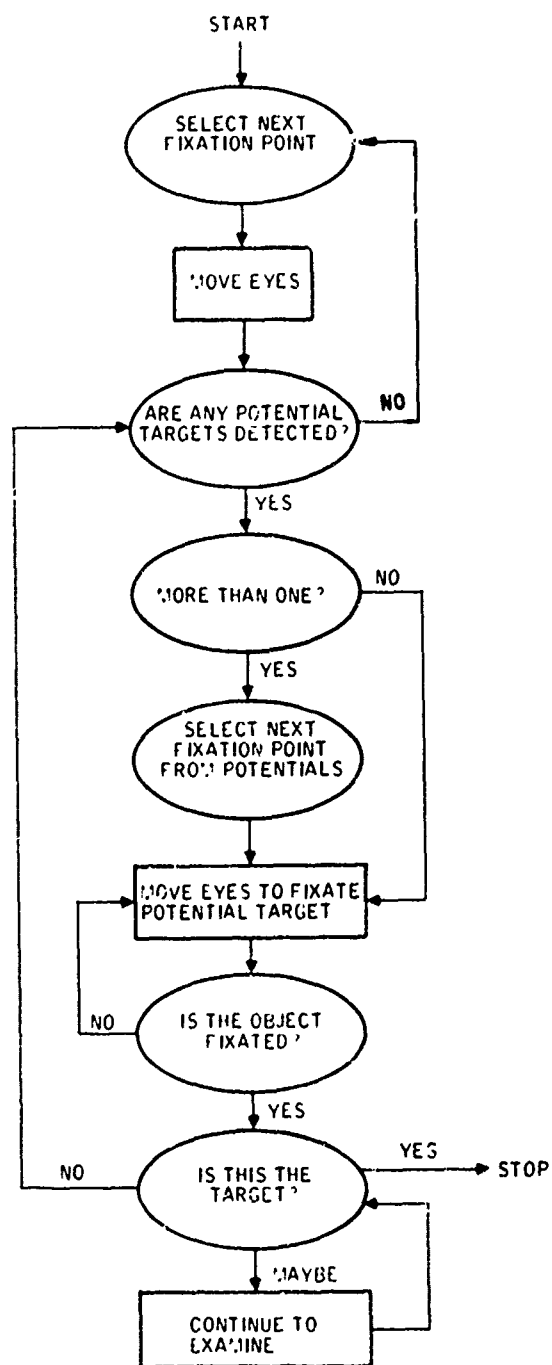 START
SELECT NEXT
FIXATION POINT
MOVE EYES
ARE ANY POTENTIAL
TARGETS DETECTED?
NO
YES
MORE THAN ONE?
NO
YES
SELECT NEXT
FIXATION POINT
FROM POTENTIALS
MOVE EYES TO FIXATE
POTENTIAL TARGET
IS THE OBJECT
FIXATED?
NO
YES
IS THIS THE
TARGET?
YES
STOP
NO
MAYBE
CONTINUE TO
EXAMINE